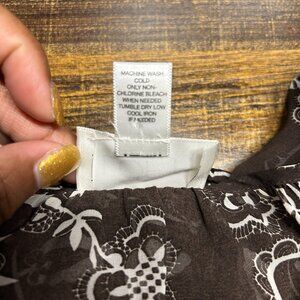 MACHINE WASH
COLD
ONLY NON-
CHLORINE BLEACH
WHEN NEEDED
TUMBLE DRY LOW
COOL IRON
IF NEEDED